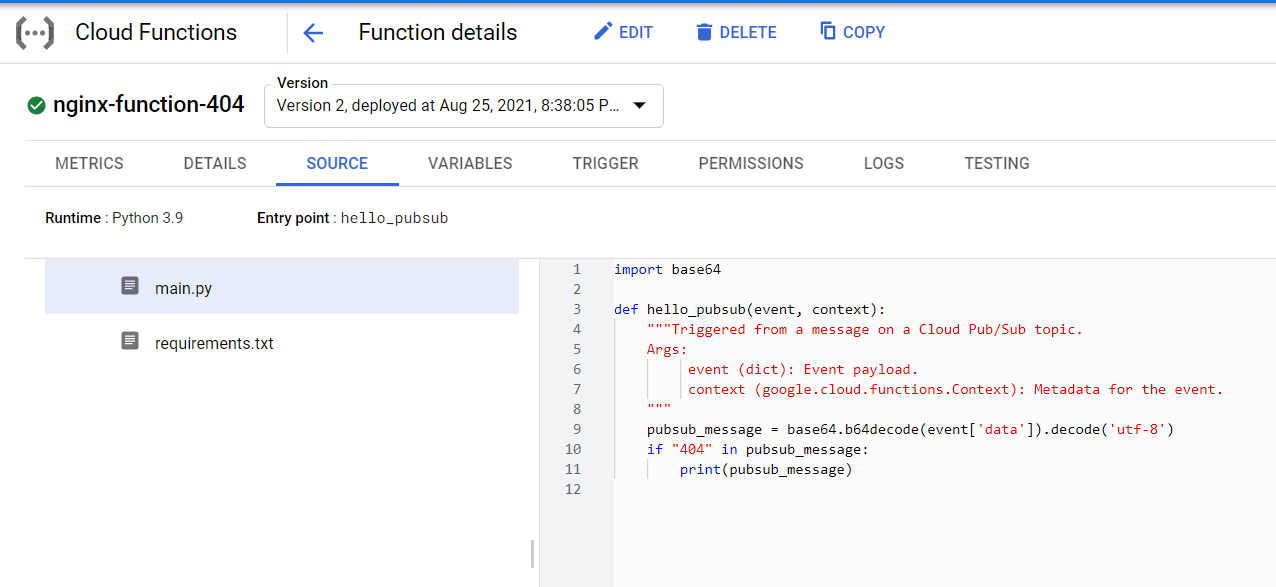 Cloud Functions
Function details
EDIT
DELETE
COPY
nginx-function-404
Version
Version 2, deployed at Aug 25, 2021, 8:38:05 P...
METRICS DETAILS SOURCE VARIABLES TRIGGER PERMISSIONS LOGS TESTING
Runtime : Python 3.9 Entry point : hello_pubsub
main.py
requirements.txt
1 import base64
2
3 def hello_pubsub(event, context):
4 """Triggered from a message on a Cloud Pub/Sub topic.
5 Args:
6 event (dict): Event payload.
7 context (google.cloud.functions.Context): Metadata for the event.
8 """
9 pubsub_message = base64.b64decode(event['data']).decode('utf-8')
10 if "404" in pubsub_message:
11 print(pubsub_message)
12